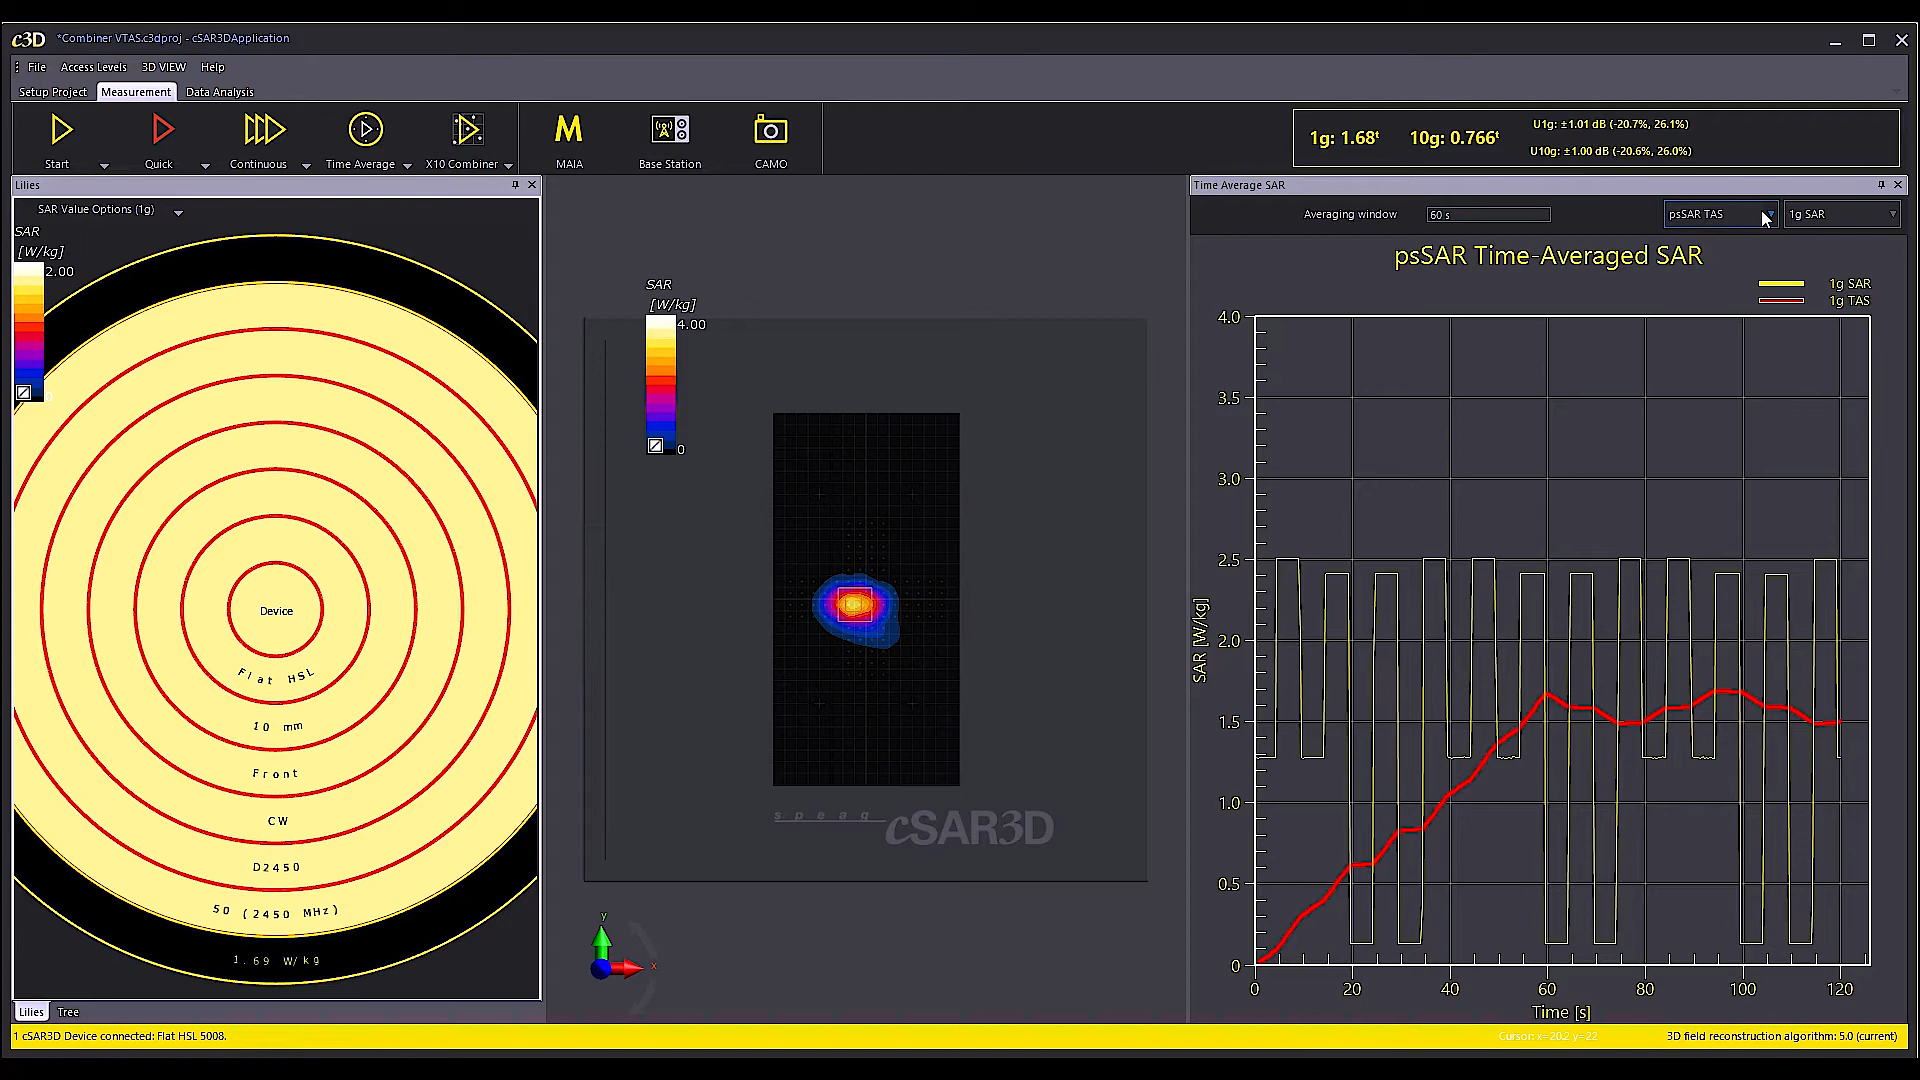 c3D *Combiner VTAS.c3dproj - cSAR3DApplication
File Access Levels 3D VIEW Help
Setup Project Measurement Data Analysis
Start Quick Continuous Time Average X10 Combiner MAIA Base Station CAMO
1g: 1.68t 10g: 0.766t
U1g: ±1.01 dB (-20.7%, 26.1%)
U10g: ±1.00 dB (-20.6%, 26.0%)
Lilies
SAR Value Options (1g)
SAR
[W/kg]
2.00
Device
Flat HSL
10 mm
Front
CW
D2450
50 (2450 MHz)
1.69 W/kg
Lilies Tree
SAR
[W/kg]
4.00
0
speag cSAR3D
y
x
Time Average SAR
Averaging window 60 s psSAR TAS 1g SAR
psSAR Time-Averaged SAR
1g SAR
1g TAS
4.0
3.5
3.0
2.5
2.0
1.5
1.0
0.5
0
SAR [W/kg]
0 20 40 60 80 100 120
Time [s]
1 cSAR3D Device connected: Flat HSL 5008.
Cursor: x=20.2 y=22
3D field reconstruction algorithm: 5.0 (current)